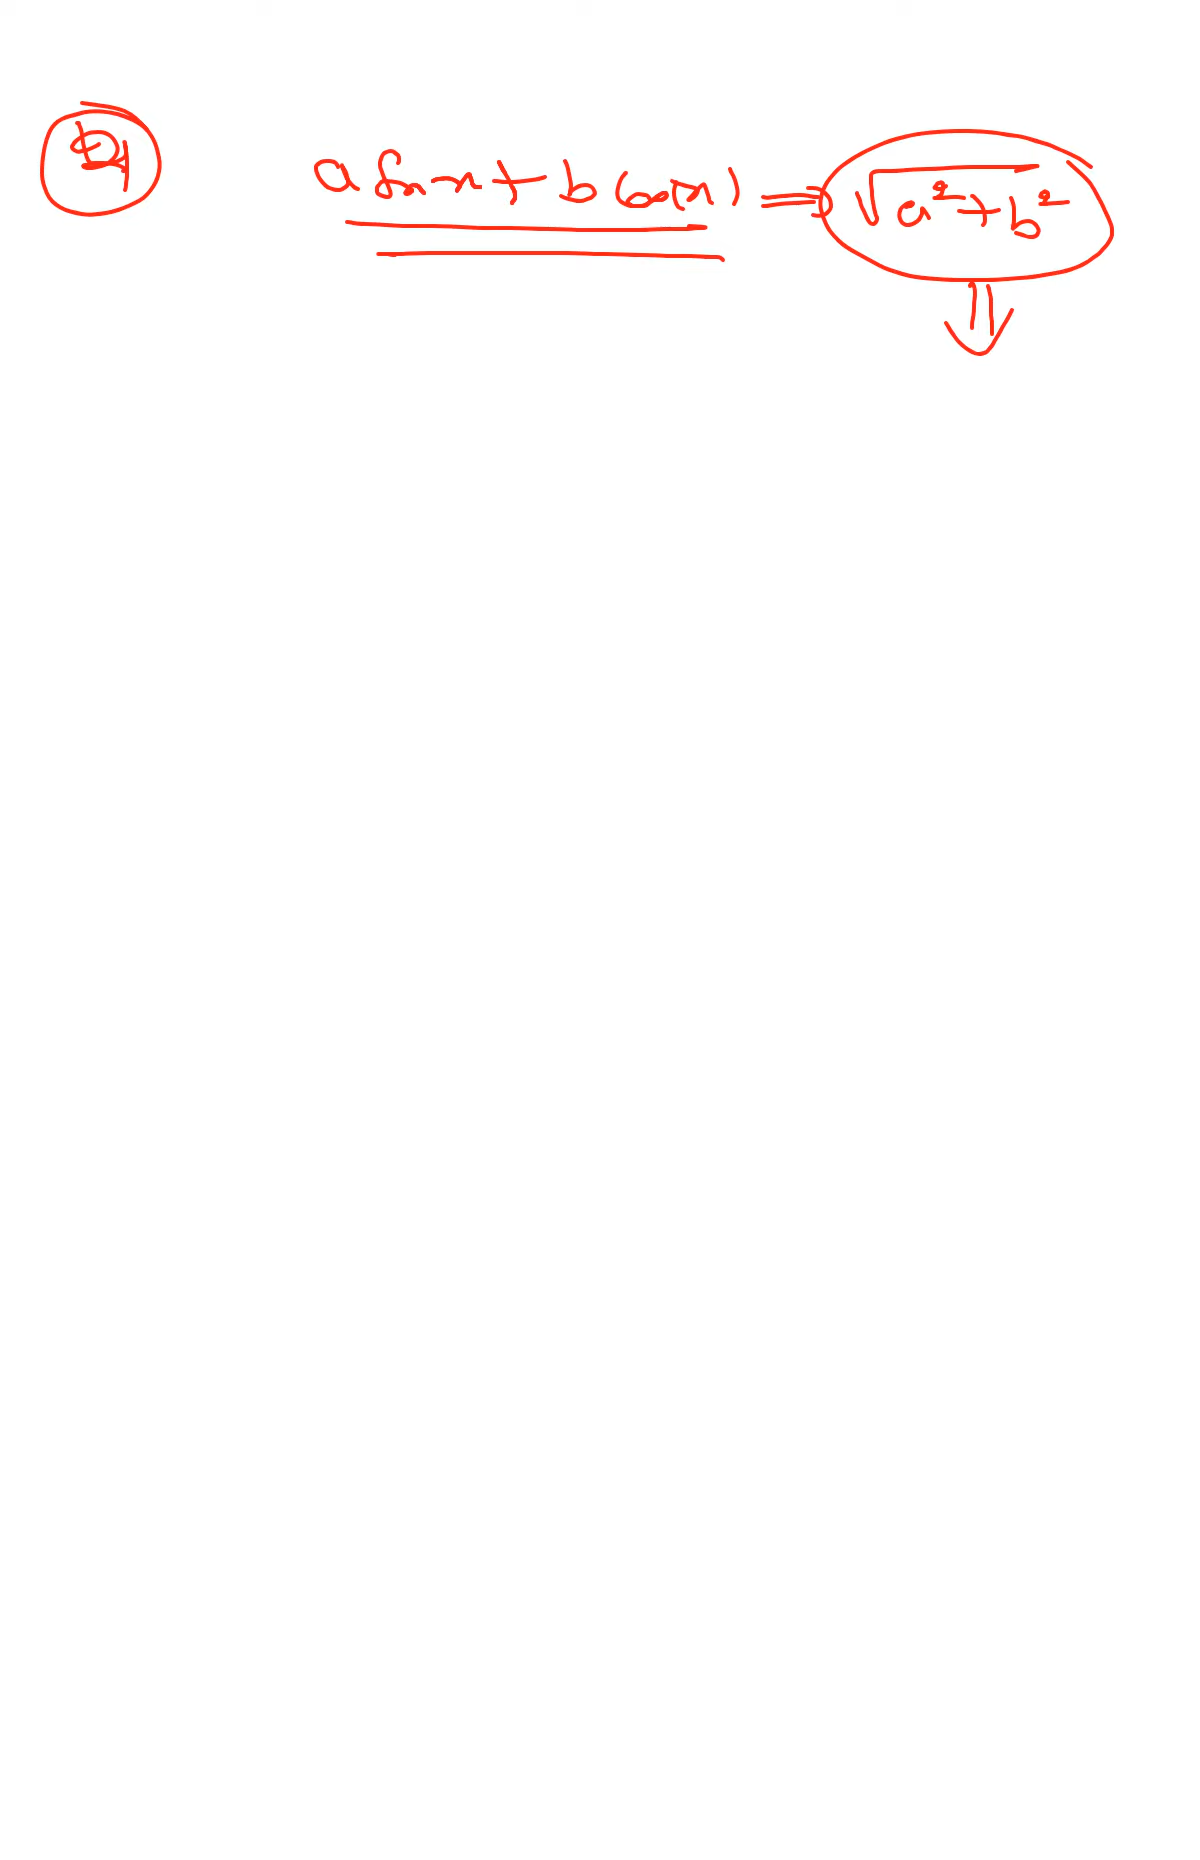 a sin x + b cos x) ⇒ √a²+b²